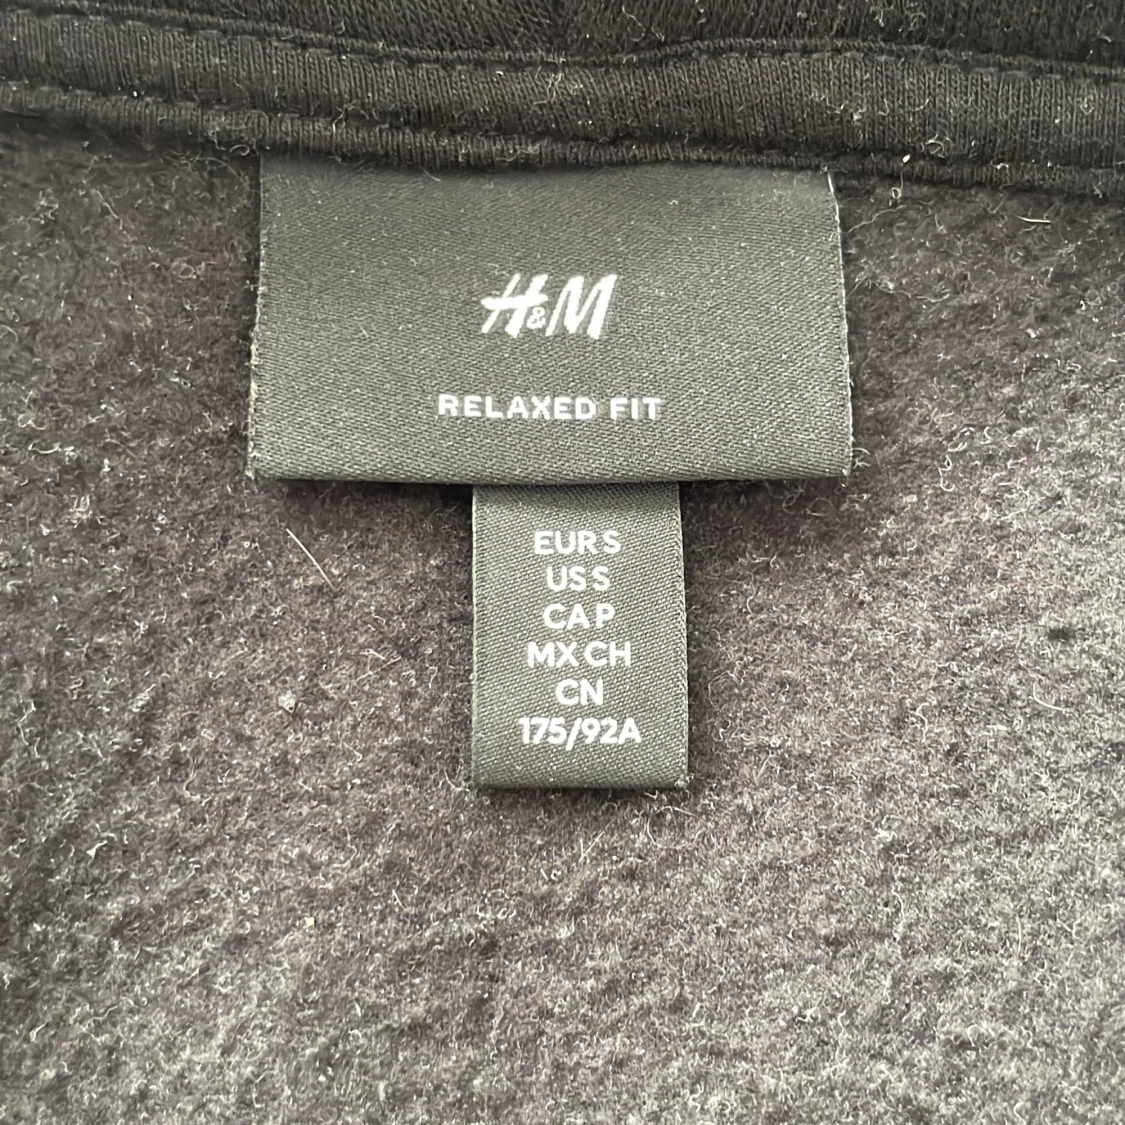 H&M
RELAXED FIT
EUR S
US S
CA P
MX CH
CN
175/92A